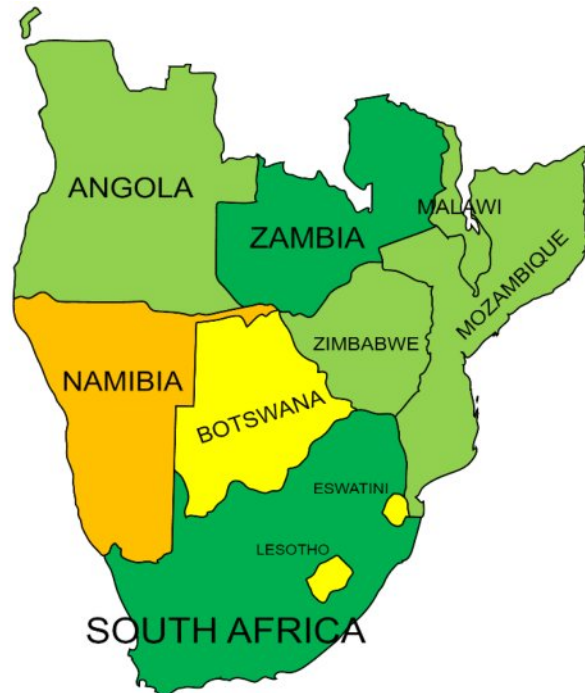 ANGOLA
MALAWI
ZAMBIA
MOZAMBIQUE
ZIMBABWE
NAMIBIA
BOTSWANA
ESWATINI
LESOTHO
SOUTH AFRICA